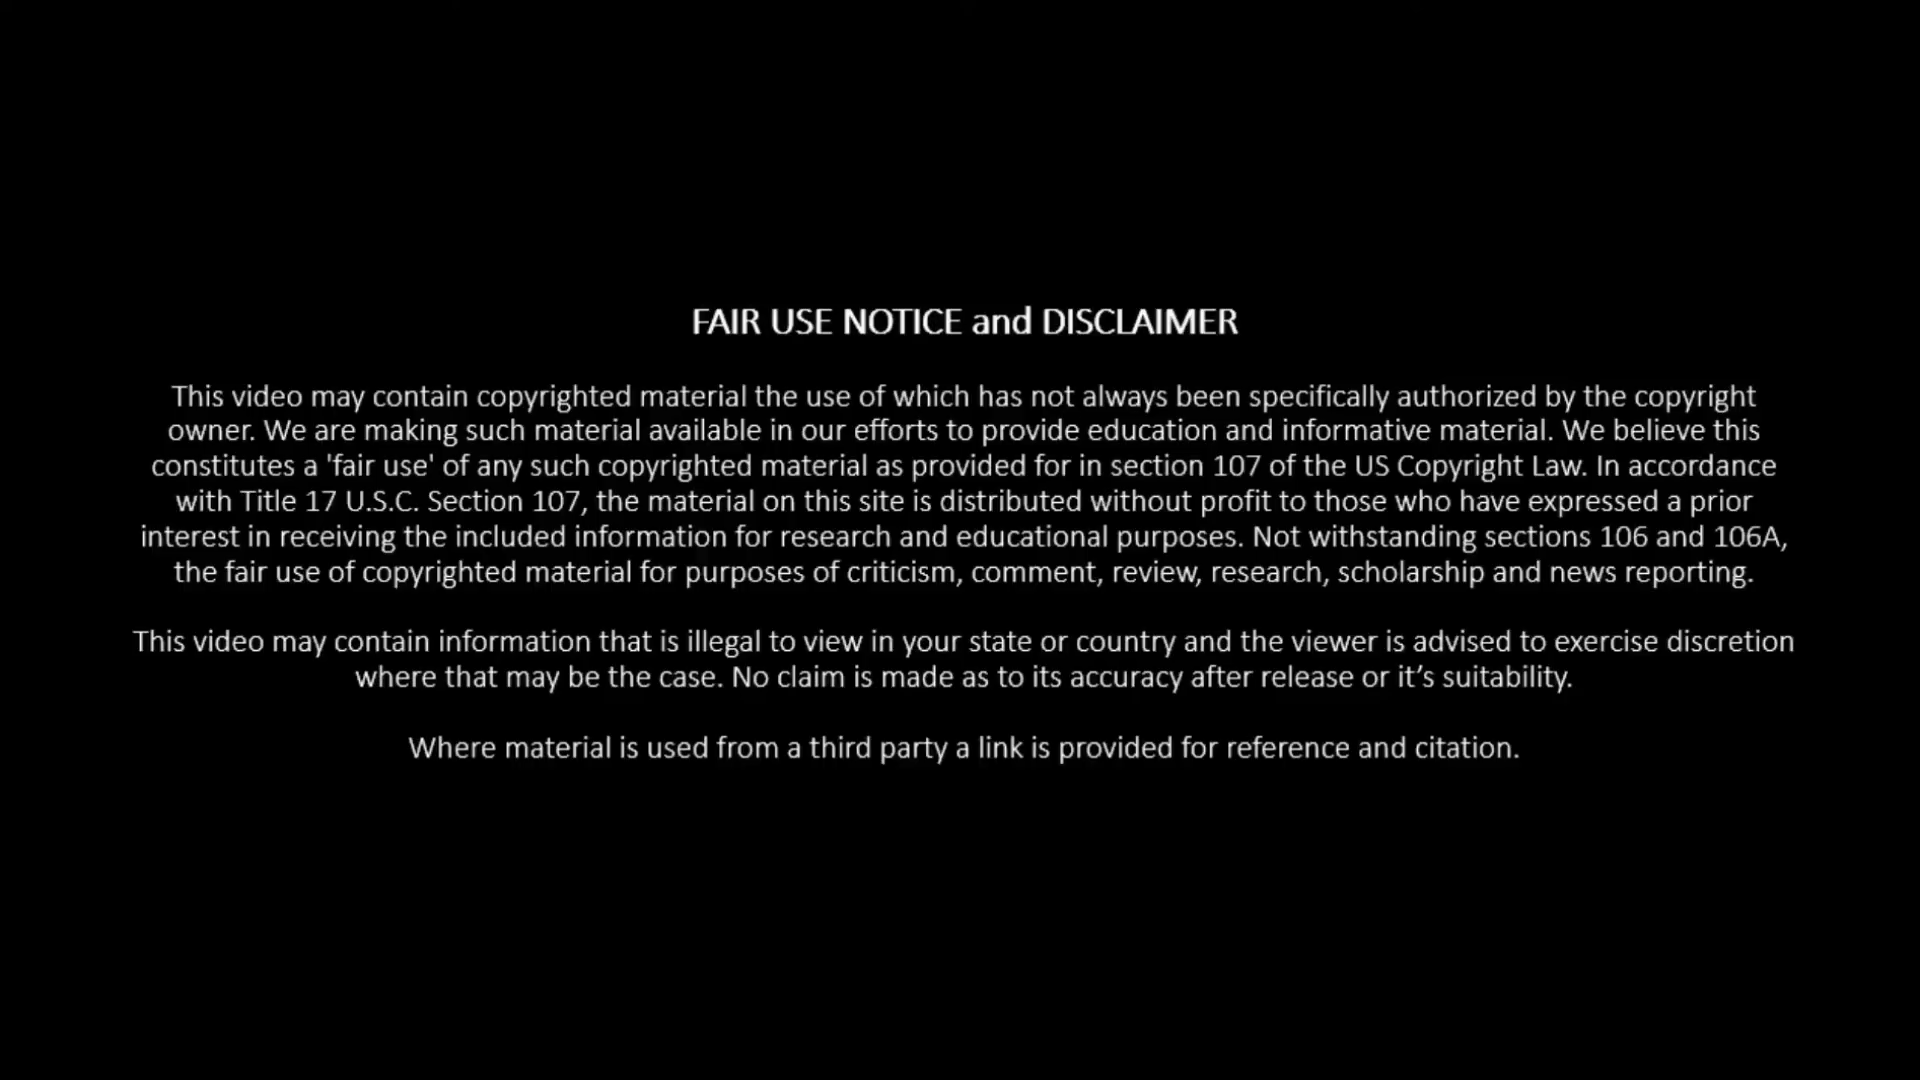 FAIR USE NOTICE and DISCLAIMER
This video may contain copyrighted material the use of which has not always been specifically authorized by the copyright
owner. We are making such material available in our efforts to provide education and informative material. We believe this
constitutes a 'fair use' of any such copyrighted material as provided for in section 107 of the US Copyright Law. In accordance
with Title 17 U.S.C. Section 107, the material on this site is distributed without profit to those who have expressed a prior
interest in receiving the included information for research and educational purposes. Not withstanding sections 106 and 106A,
the fair use of copyrighted material for purposes of criticism, comment, review, research, scholarship and news reporting.
This video may contain information that is illegal to view in your state or country and the viewer is advised to exercise discretion
where that may be the case. No claim is made as to its accuracy after release or it’s suitability.
Where material is used from a third party a link is provided for reference and citation.